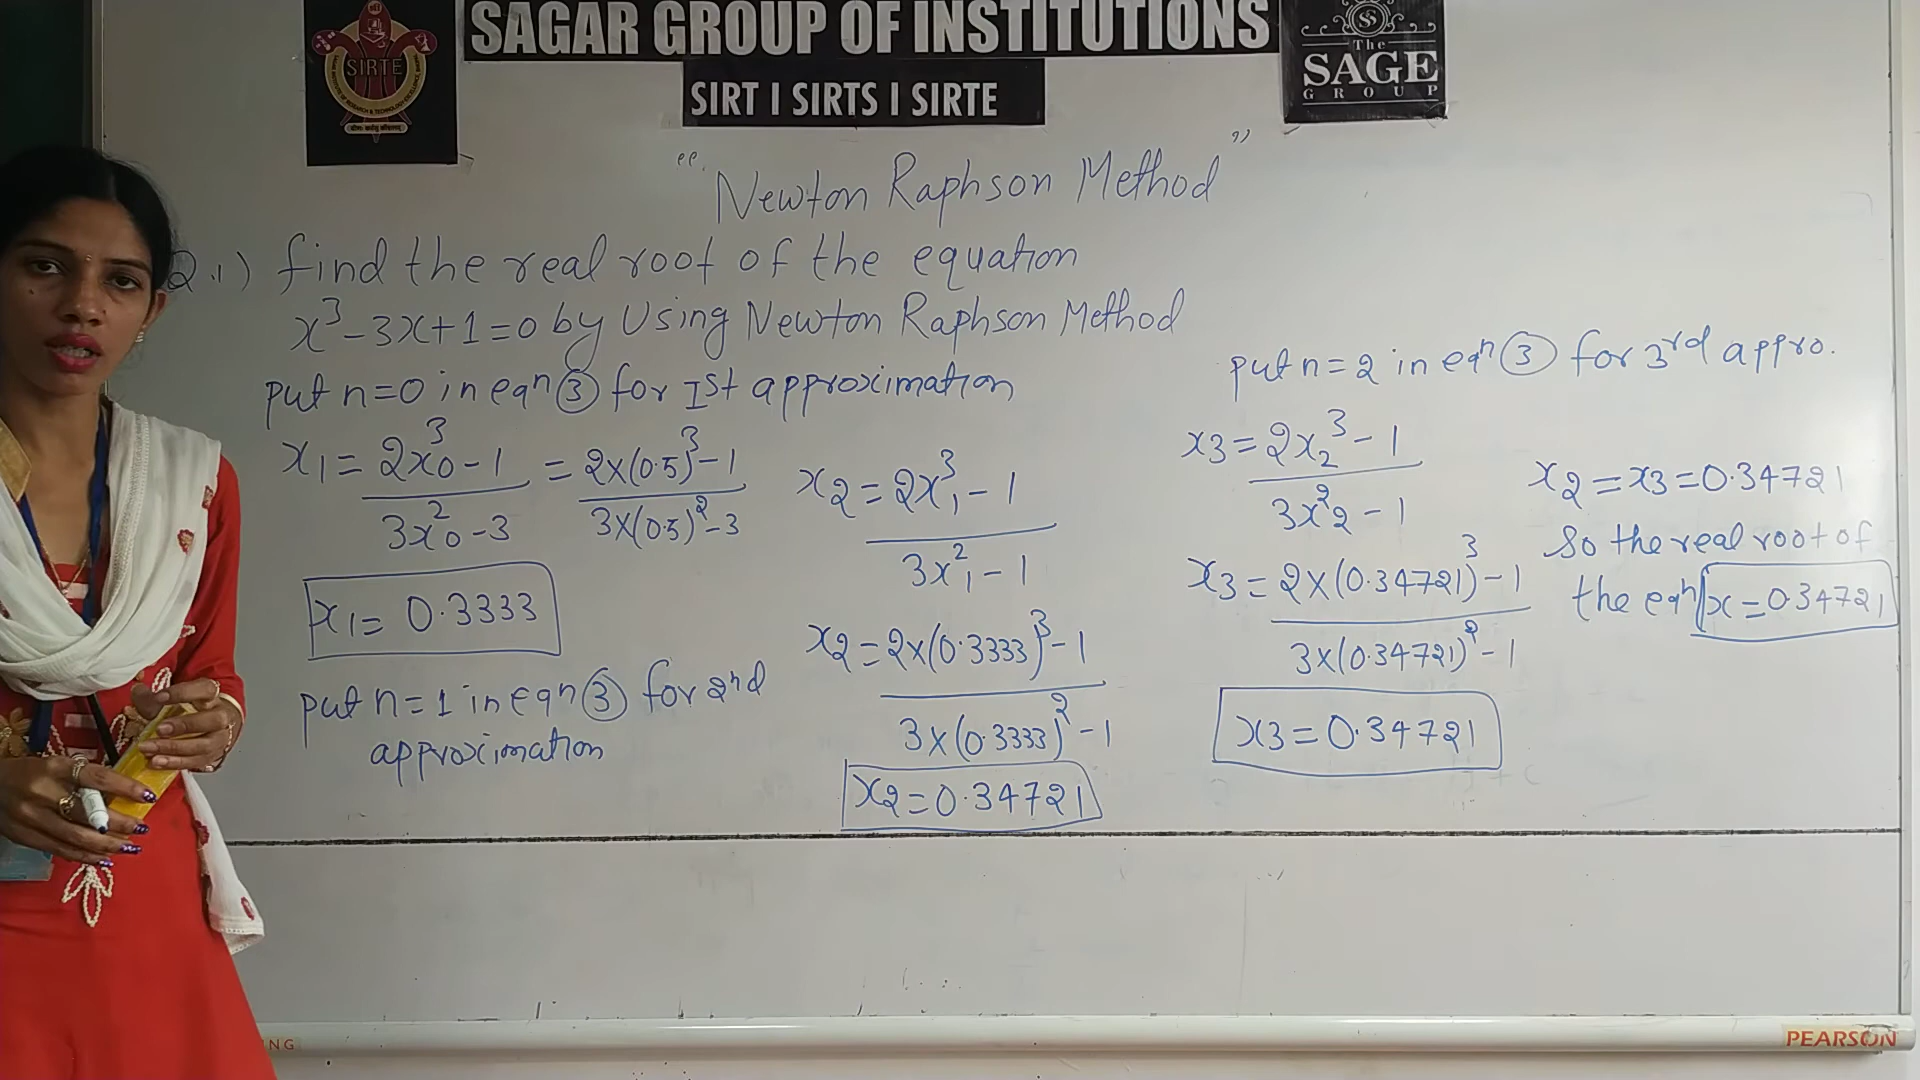 SAGAR GROUP OF INSTITUTIONS
SIRT I SIRTS I SIRTE
SIRTE
The
SAGE
GROUP
"Newton Raphson Method"
Q.1) find the real root of the equation
x³-3x+1=0 by Using Newton Raphson Method
put n=0 in eqn ③ for Ist approximation
x₁ = (2x₀³-1)/(3x₀²-3) = (2x(0.5)³-1)/(3x(0.5)²-3)
x₁= 0.3333
put n=1 in eqn ③ for 2nd
approximation
x₂ = (2x₁³-1)/(3x₁²-1)
x₂ = (2x(0.3333)³-1)/(3x(0.3333)²-1)
x₂=0.34721
put n=2 in eqn ③ for 3rd appro.
x3 = (2x₂³-1)/(3x²2-1)
x3 = (2x(0.34721)³-1)/(3x(0.34721)²-1)
x3=0.34721
x2=x3=0.34721
So the real root of
the eqn x=0.34721
NG
PEARSON